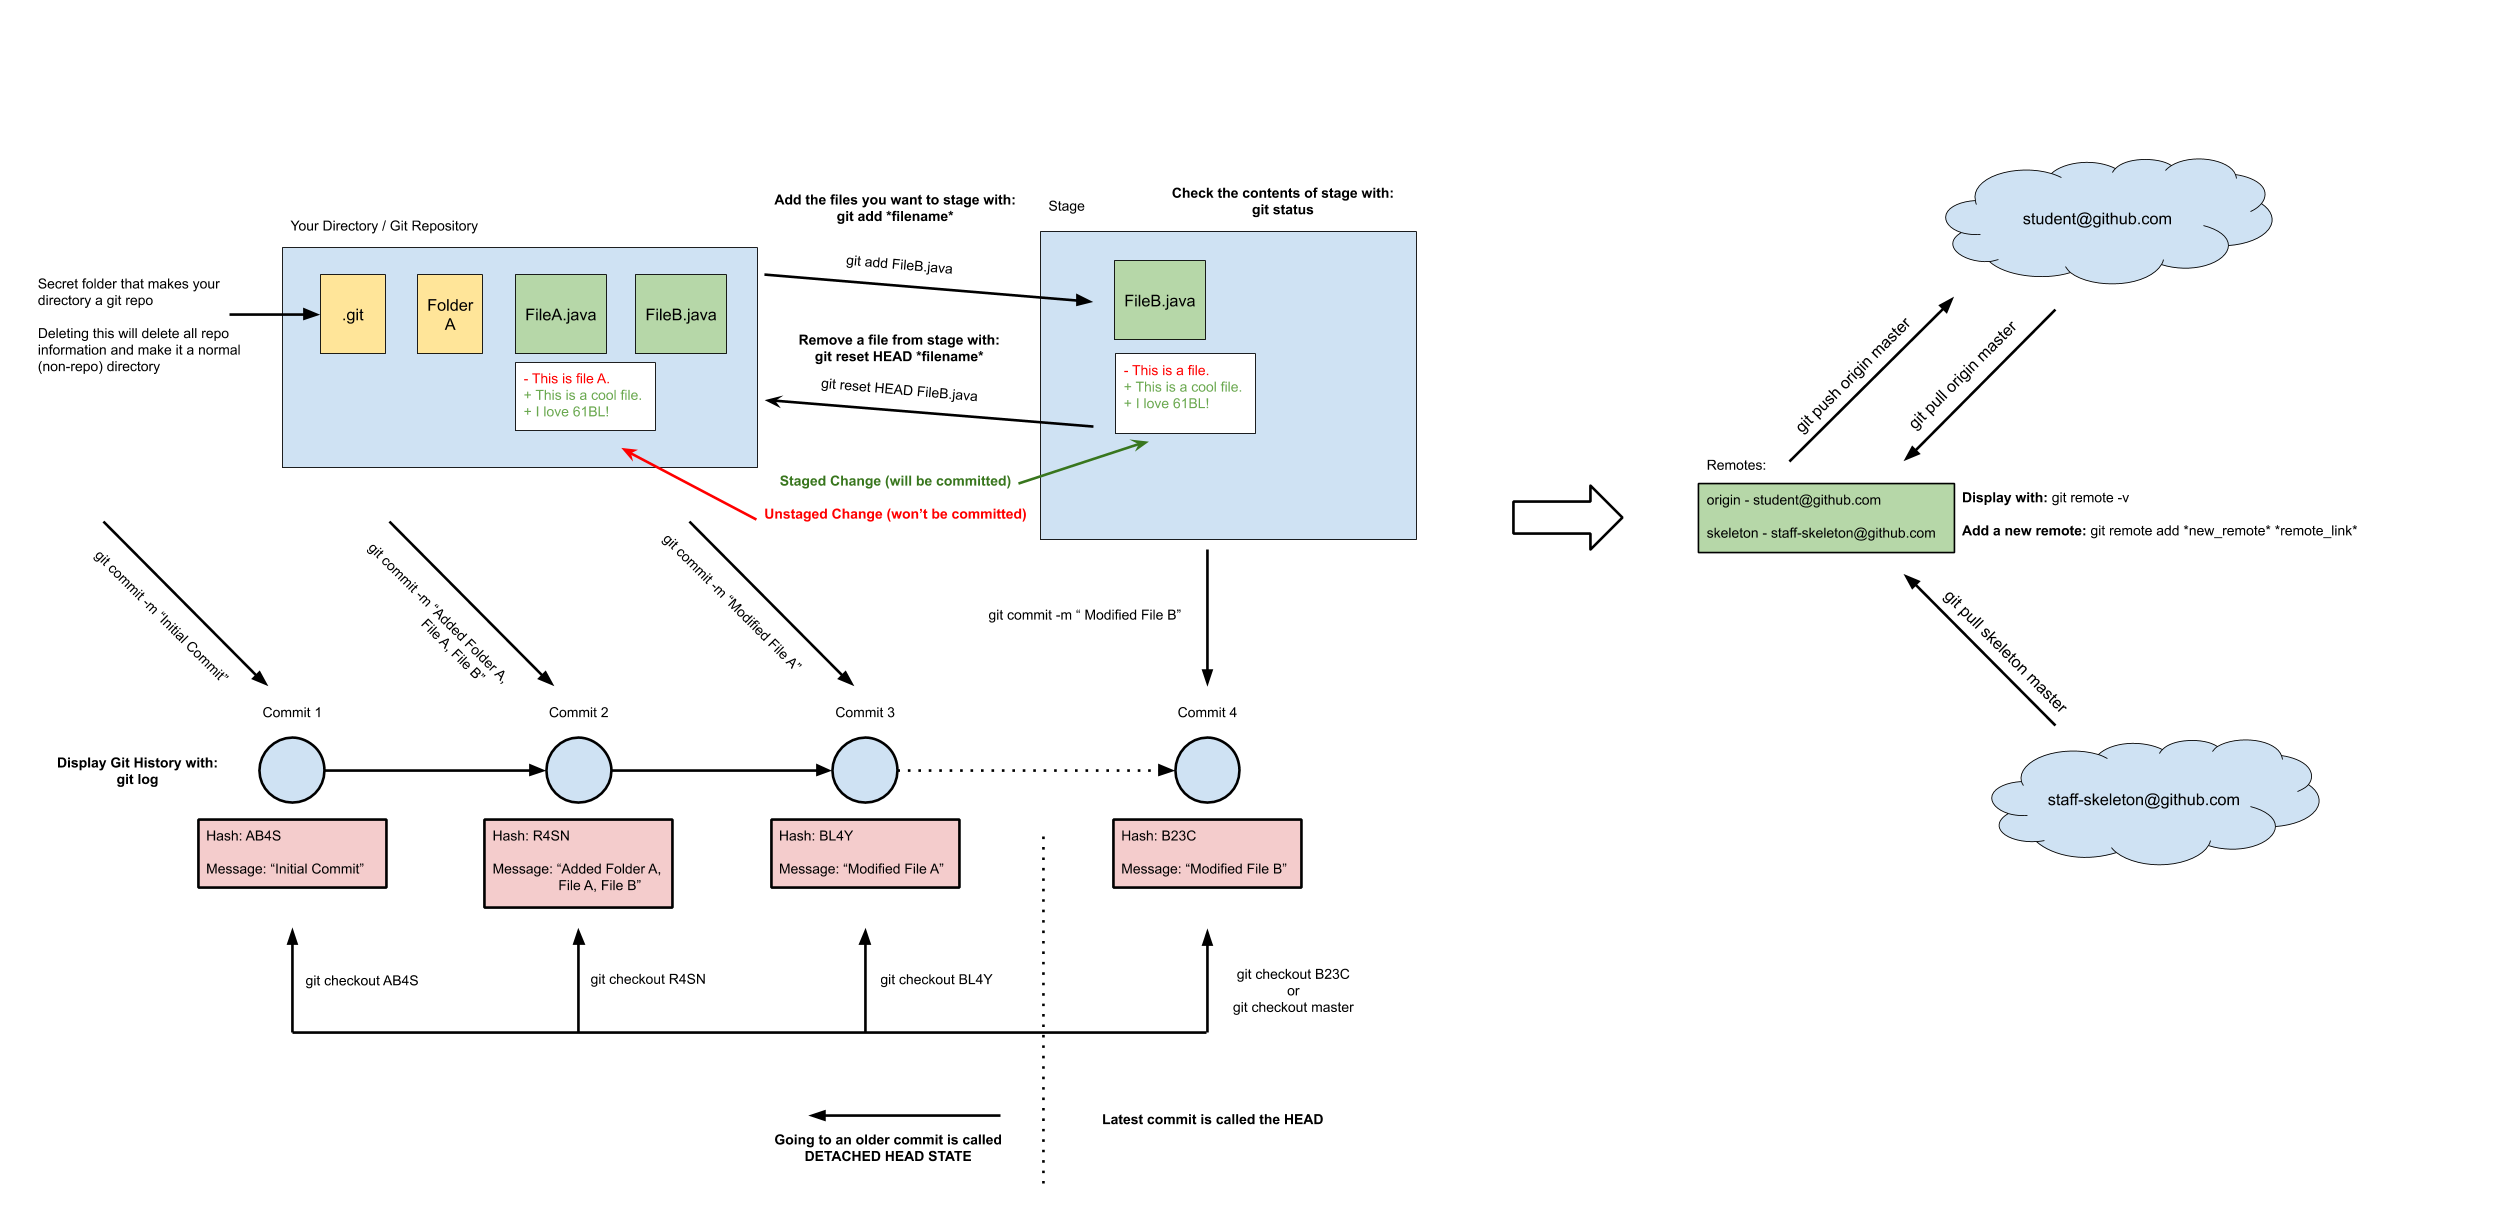 Add the files you want to stage with:
git add *filename*
Check the contents of stage with:
git status
Stage
Your Directory / Git Repository
Secret folder that makes your
directory a git repo
Deleting this will delete all repo
information and make it a normal
(non-repo) directory
.git
Folder
A
FileA.java
FileB.java
- This is file A.
+ This is a cool file.
+ I love 61BL!
git add FileB.java
Remove a file from stage with:
git reset HEAD *filename*
git reset HEAD FileB.java
FileB.java
- This is a file.
+ This is a cool file.
+ I love 61BL!
Staged Change (will be committed)
Unstaged Change (won’t be committed)
git commit -m “Initial Commit”
git commit -m “Added Folder A,
File A, File B”
git commit -m “Modified File A”
git commit -m “ Modified File B”
Commit 1
Commit 2
Commit 3
Commit 4
Display Git History with:
git log
Hash: AB4S
Message: “Initial Commit”
Hash: R4SN
Message: “Added Folder A,
File A, File B”
Hash: BL4Y
Message: “Modified File A”
Hash: B23C
Message: “Modified File B”
git checkout AB4S
git checkout R4SN
git checkout BL4Y
git checkout B23C
or
git checkout master
Going to an older commit is called
DETACHED HEAD STATE
Latest commit is called the HEAD
student@github.com
git push origin master
git pull origin master
Remotes:
origin - student@github.com
skeleton - staff-skeleton@github.com
Display with: git remote -v
Add a new remote: git remote add *new_remote* *remote_link*
git pull skeleton master
staff-skeleton@github.com